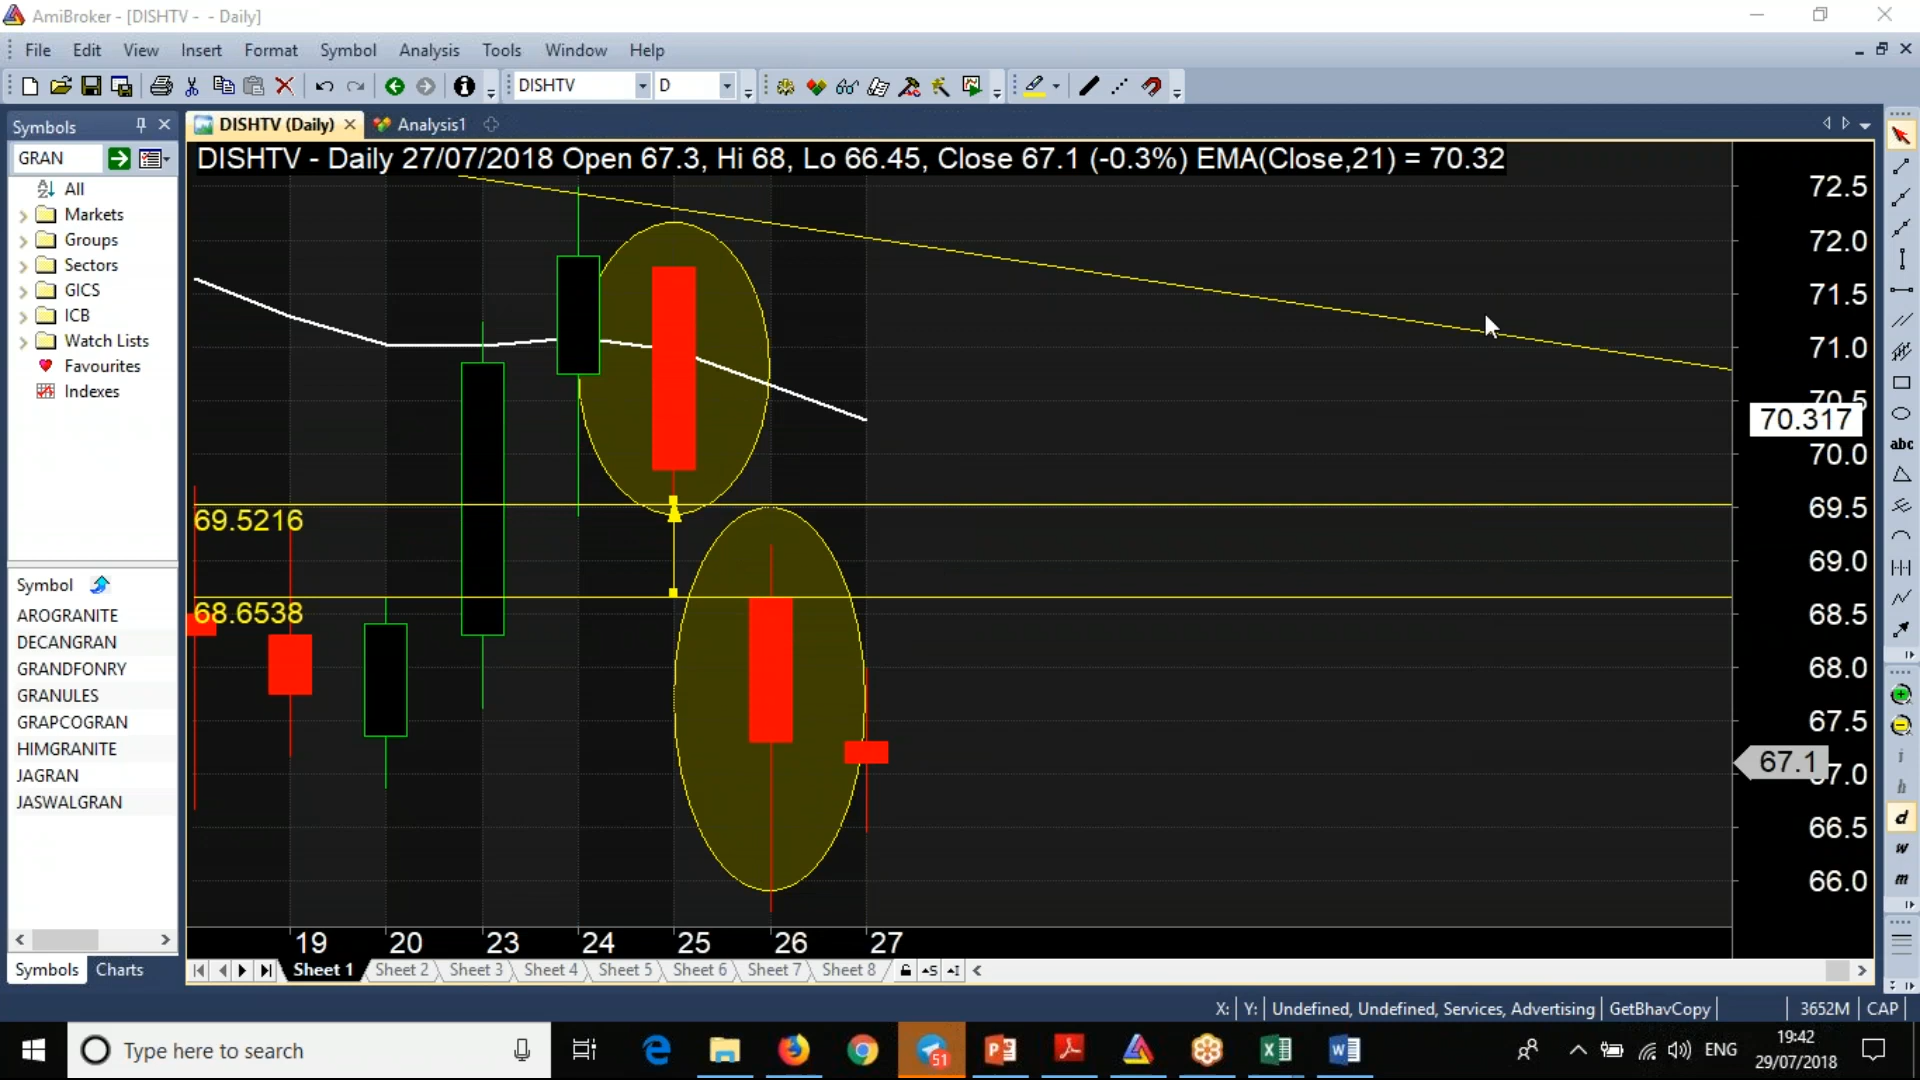 AmiBroker - [DISHTV - - Daily]
File Edit View Insert Format Symbol Analysis Tools Window Help
DISHTV D
Symbols
DISHTV (Daily) Analysis1
GRAN
DISHTV - Daily 27/07/2018 Open 67.3, Hi 68, Lo 66.45, Close 67.1 (-0.3%) EMA(Close,21) = 70.32
All
Markets
Groups
Sectors
GICS
ICB
Watch Lists
Favourites
Indexes
Symbol
AROGRANITE
DECANGRAN
GRANDFONRY
GRANULES
GRAPCOGRAN
HIMGRANITE
JAGRAN
JASWALGRAN
Symbols Charts
69.5216
68.6538
72.5
72.0
71.5
71.0
70.5
70.317
70.0
69.5
69.0
68.5
68.0
67.5
67.1
67.0
66.5
66.0
abc
i
h
d
w
m
19 20 23 24 25 26 27
Sheet 1 Sheet 2 Sheet 3 Sheet 4 Sheet 5 Sheet 6 Sheet 7 Sheet 8
X: Y: Undefined, Undefined, Services, Advertising GetBhavCopy 3652M CAP
Type here to search
51
ENG
19:42
29/07/2018